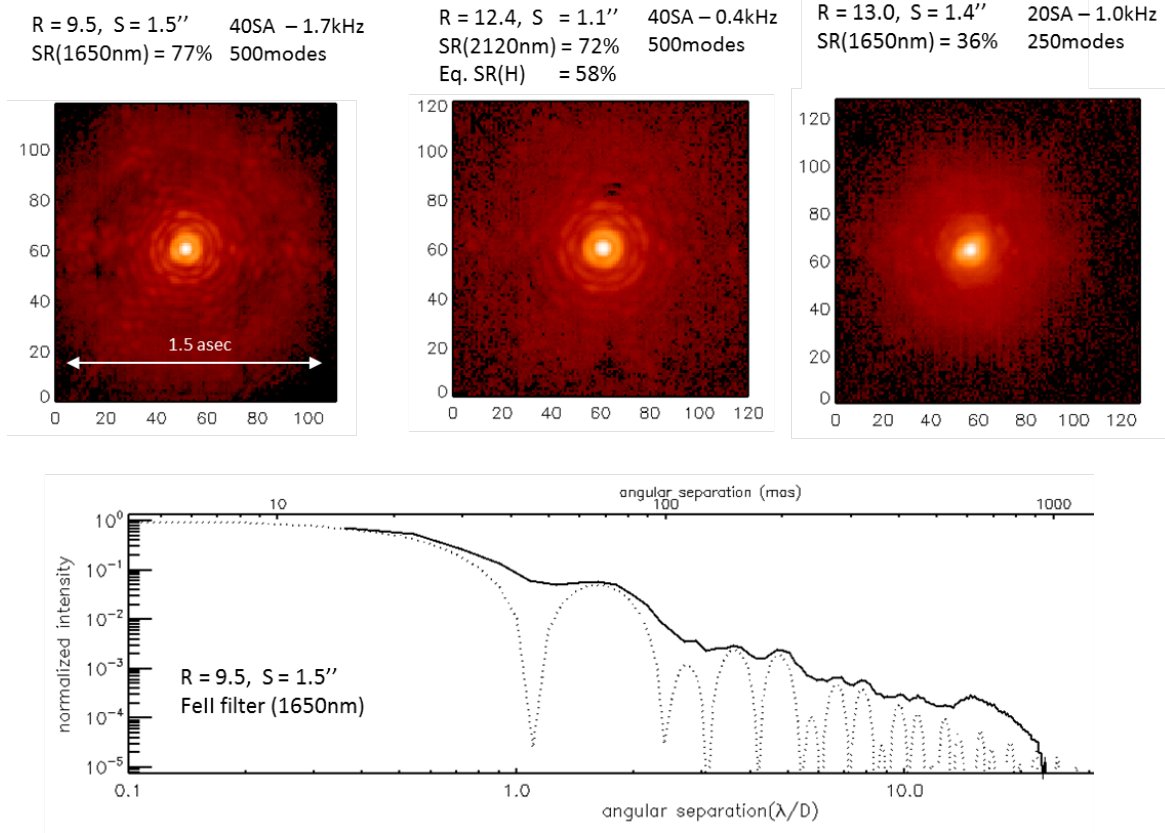 R = 9.5, S = 1.5’’ 40SA – 1.7kHz
SR(1650nm) = 77% 500modes
R = 12.4, S = 1.1’’ 40SA – 0.4kHz
SR(2120nm) = 72% 500modes
Eq. SR(H) = 58%
R = 13.0, S = 1.4’’ 20SA – 1.0kHz
SR(1650nm) = 36% 250modes
100
80
60
40
20
0
0 20 40 60 80 100
1.5 asec
120
100
80
60
40
20
0
0 20 40 60 80 100 120
K
120
100
80
60
40
20
0
0 20 40 60 80 100 120
angular separation (mas)
10 100 1000
normalized intensity
10⁰
10⁻¹
10⁻²
10⁻³
10⁻⁴
10⁻⁵
R = 9.5, S = 1.5’’
FeII filter (1650nm)
0.1 1.0 10.0
angular separation(λ/D)